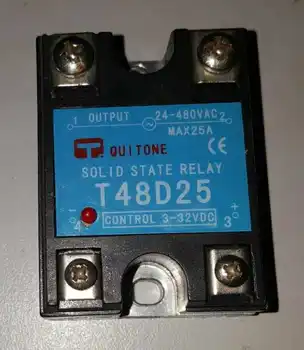 1 OUTPUT 24-480VAC 2
MAX25A
QUITONE CE
SOLID STATE RELAY
T48D25
- +
4 CONTROL 3-32VDC 3